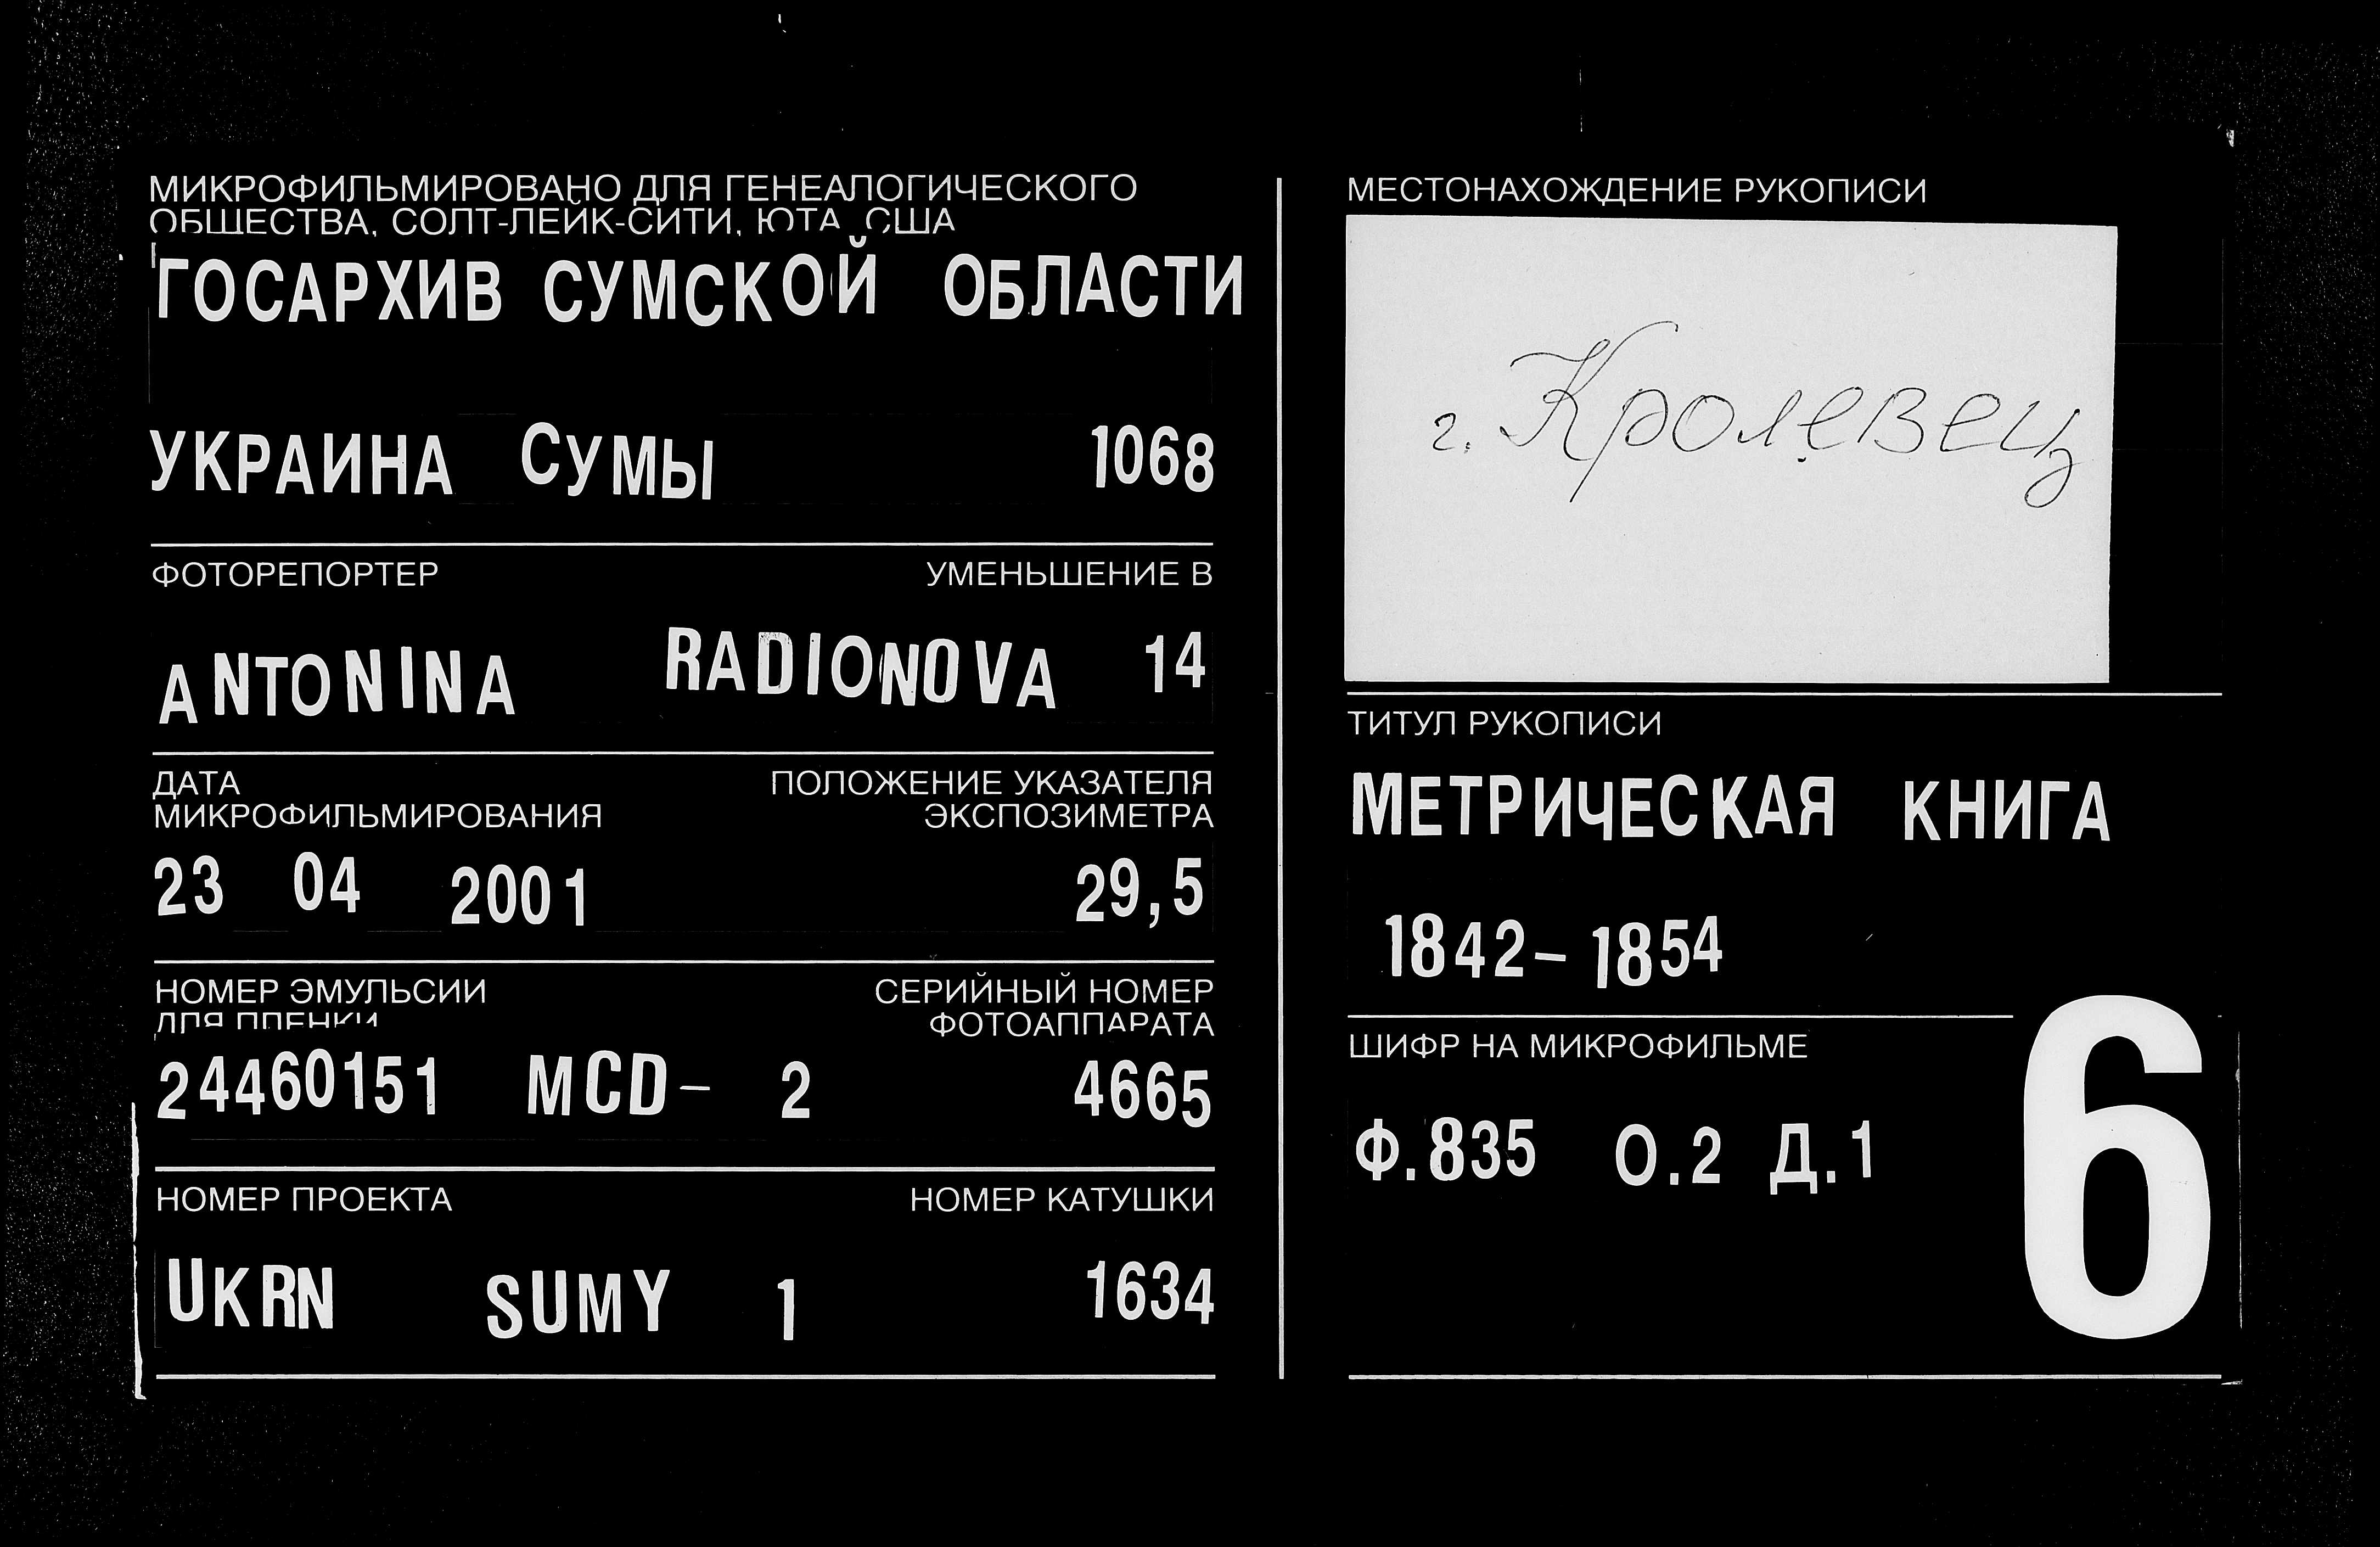 МИКРОФИЛЬМИРОВАНО ДЛЯ ГЕНЕАЛОГИЧЕСКОГО
ОБЩЕСТВА, СОЛТ-ЛЕЙК-СИТИ, ЮТА, США
ГОСАРХИВ СУМСКОЙ ОБЛАСТИ
УКРАИНА СУМЫ 1068
ФОТОРЕПОРТЕР УМЕНЬШЕНИЕ В
ANTONINA RADIONOVA 14
ДАТА ПОЛОЖЕНИЕ УКАЗАТЕЛЯ
МИКРОФИЛЬМИРОВАНИЯ ЭКСПОЗИМЕТРА
23 04 2001 29,5
НОМЕР ЭМУЛЬСИИ СЕРИЙНЫЙ НОМЕР
ДЛЯ ПЛЕНКИ ФОТОАППАРАТА
24460151 MCD- 2 4665
НОМЕР ПРОЕКТА НОМЕР КАТУШКИ
UKRN SUMY 1 1634
МЕСТОНАХОЖДЕНИЕ РУКОПИСИ
г. Кролевец
ТИТУЛ РУКОПИСИ
МЕТРИЧЕСКАЯ КНИГА
1842-1854
ШИФР НА МИКРОФИЛЬМЕ
Ф.835 О.2 Д.1
6